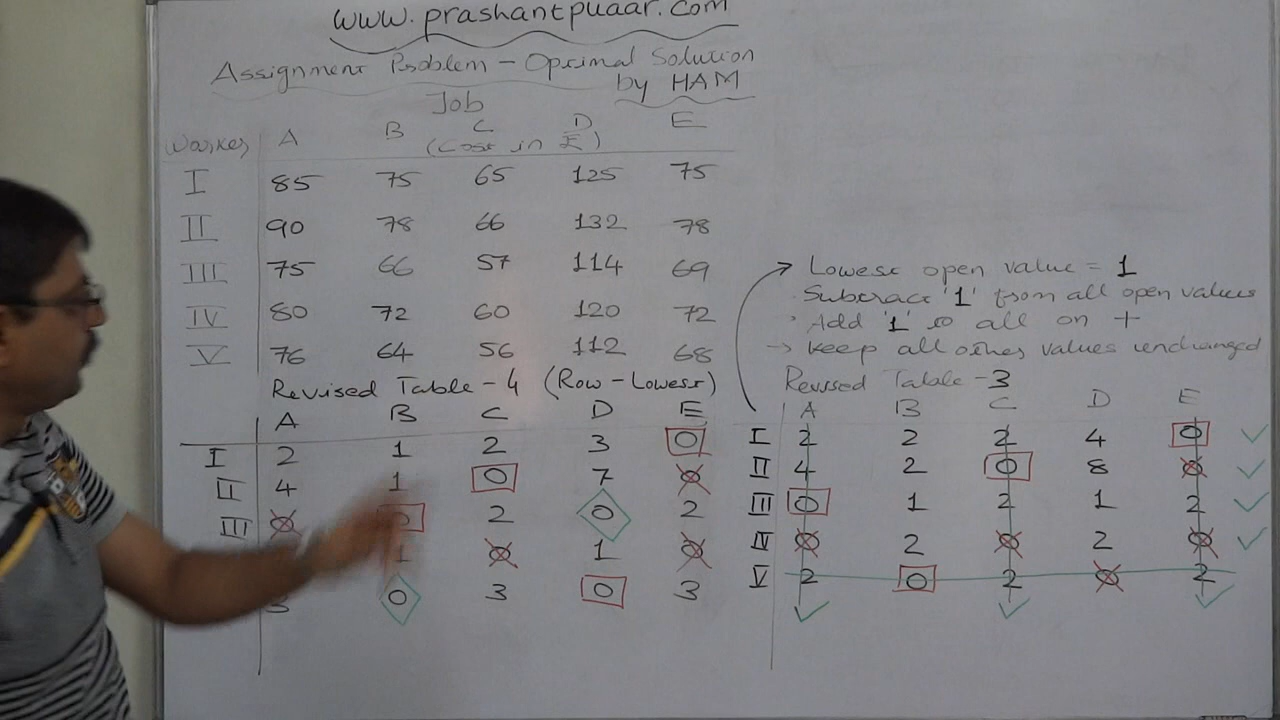 www.prashantpuaar.com
Assignment Problem - Optimal Solution
by HAM
Job
Worker A B C D E
(Cost in ₹)
I 85 75 65 125 75
II 90 78 66 132 78
III 75 66 57 114 69
IV 80 72 60 120 72
V 76 64 56 112 68
Revised Table - 4 (Row - Lowest)
A B C D E
I 2 1 2 3 0
II 4 1 0 7 0
III 0 0 2 0 2
1 0 1 0
3 0 3 0 3
→ Lowest open value = 1
· Subtract '1' from all open values
· Add '1' to all on +
→ Keep all other values unchanged
Revised Table - 3
A B C D E
I 2 2 2 4 0 ✓
II 4 2 0 8 0 ✓
III 0 1 2 1 2 ✓
IV 0 2 0 2 0 ✓
V 2 0 2 0 2
✓ ✓ ✓